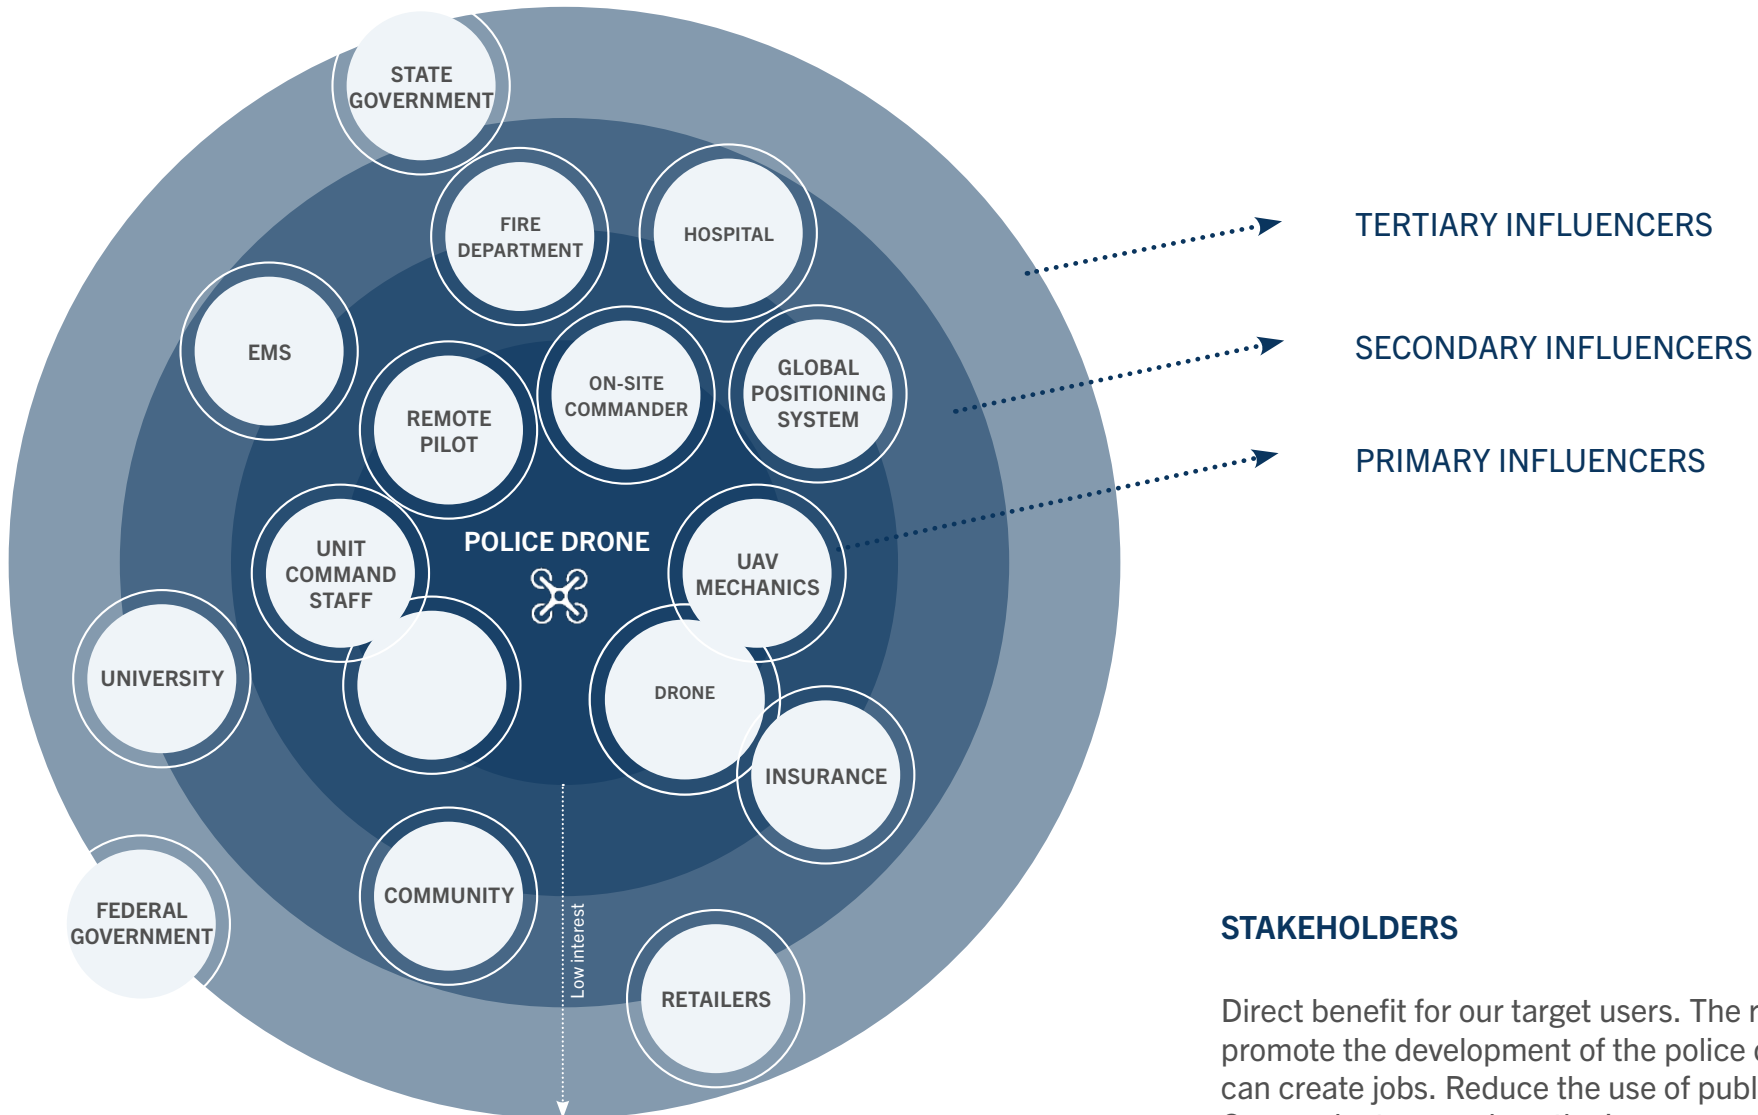 STATE
GOVERNMENT
FIRE
DEPARTMENT
HOSPITAL
EMS
REMOTE
PILOT
ON-SITE
COMMANDER
GLOBAL
POSITIONING
SYSTEM
TERTIARY INFLUENCERS
SECONDARY INFLUENCERS
PRIMARY INFLUENCERS
UNIT
COMMAND
STAFF
POLICE DRONE
UAV
MECHANICS
UNIVERSITY
DRONE
INSURANCE
COMMUNITY
FEDERAL
GOVERNMENT
Low interest
RETAILERS
STAKEHOLDERS
Direct benefit for our target users. The
promote the development of the police
can create jobs. Reduce the use of